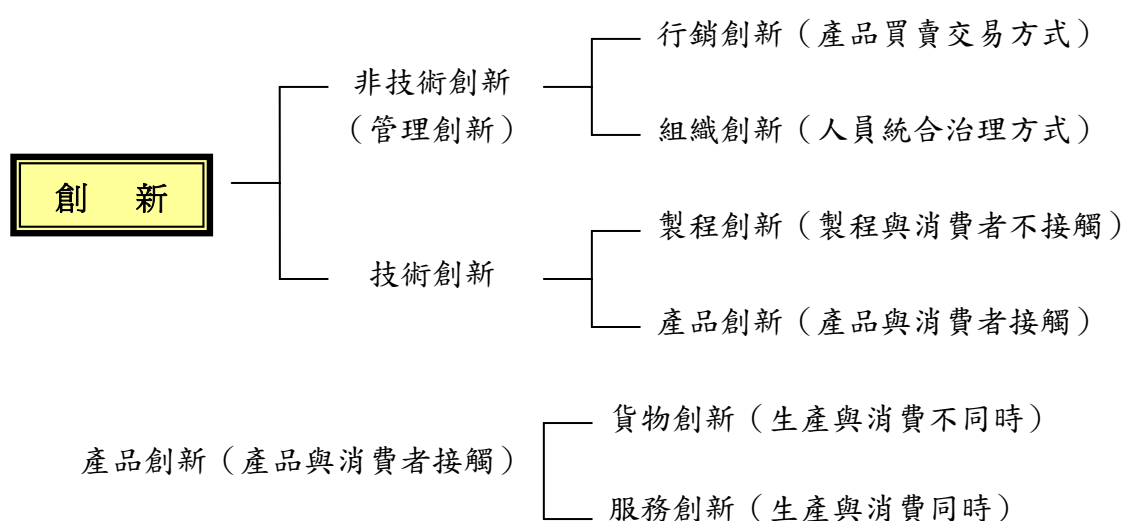 行銷創新（產品買賣交易方式）
非技術創新
（管理創新）
組織創新（人員統合治理方式）
創 新
製程創新（製程與消費者不接觸）
技術創新
產品創新（產品與消費者接觸）
貨物創新（生產與消費不同時）
產品創新（產品與消費者接觸）
服務創新（生產與消費同時）